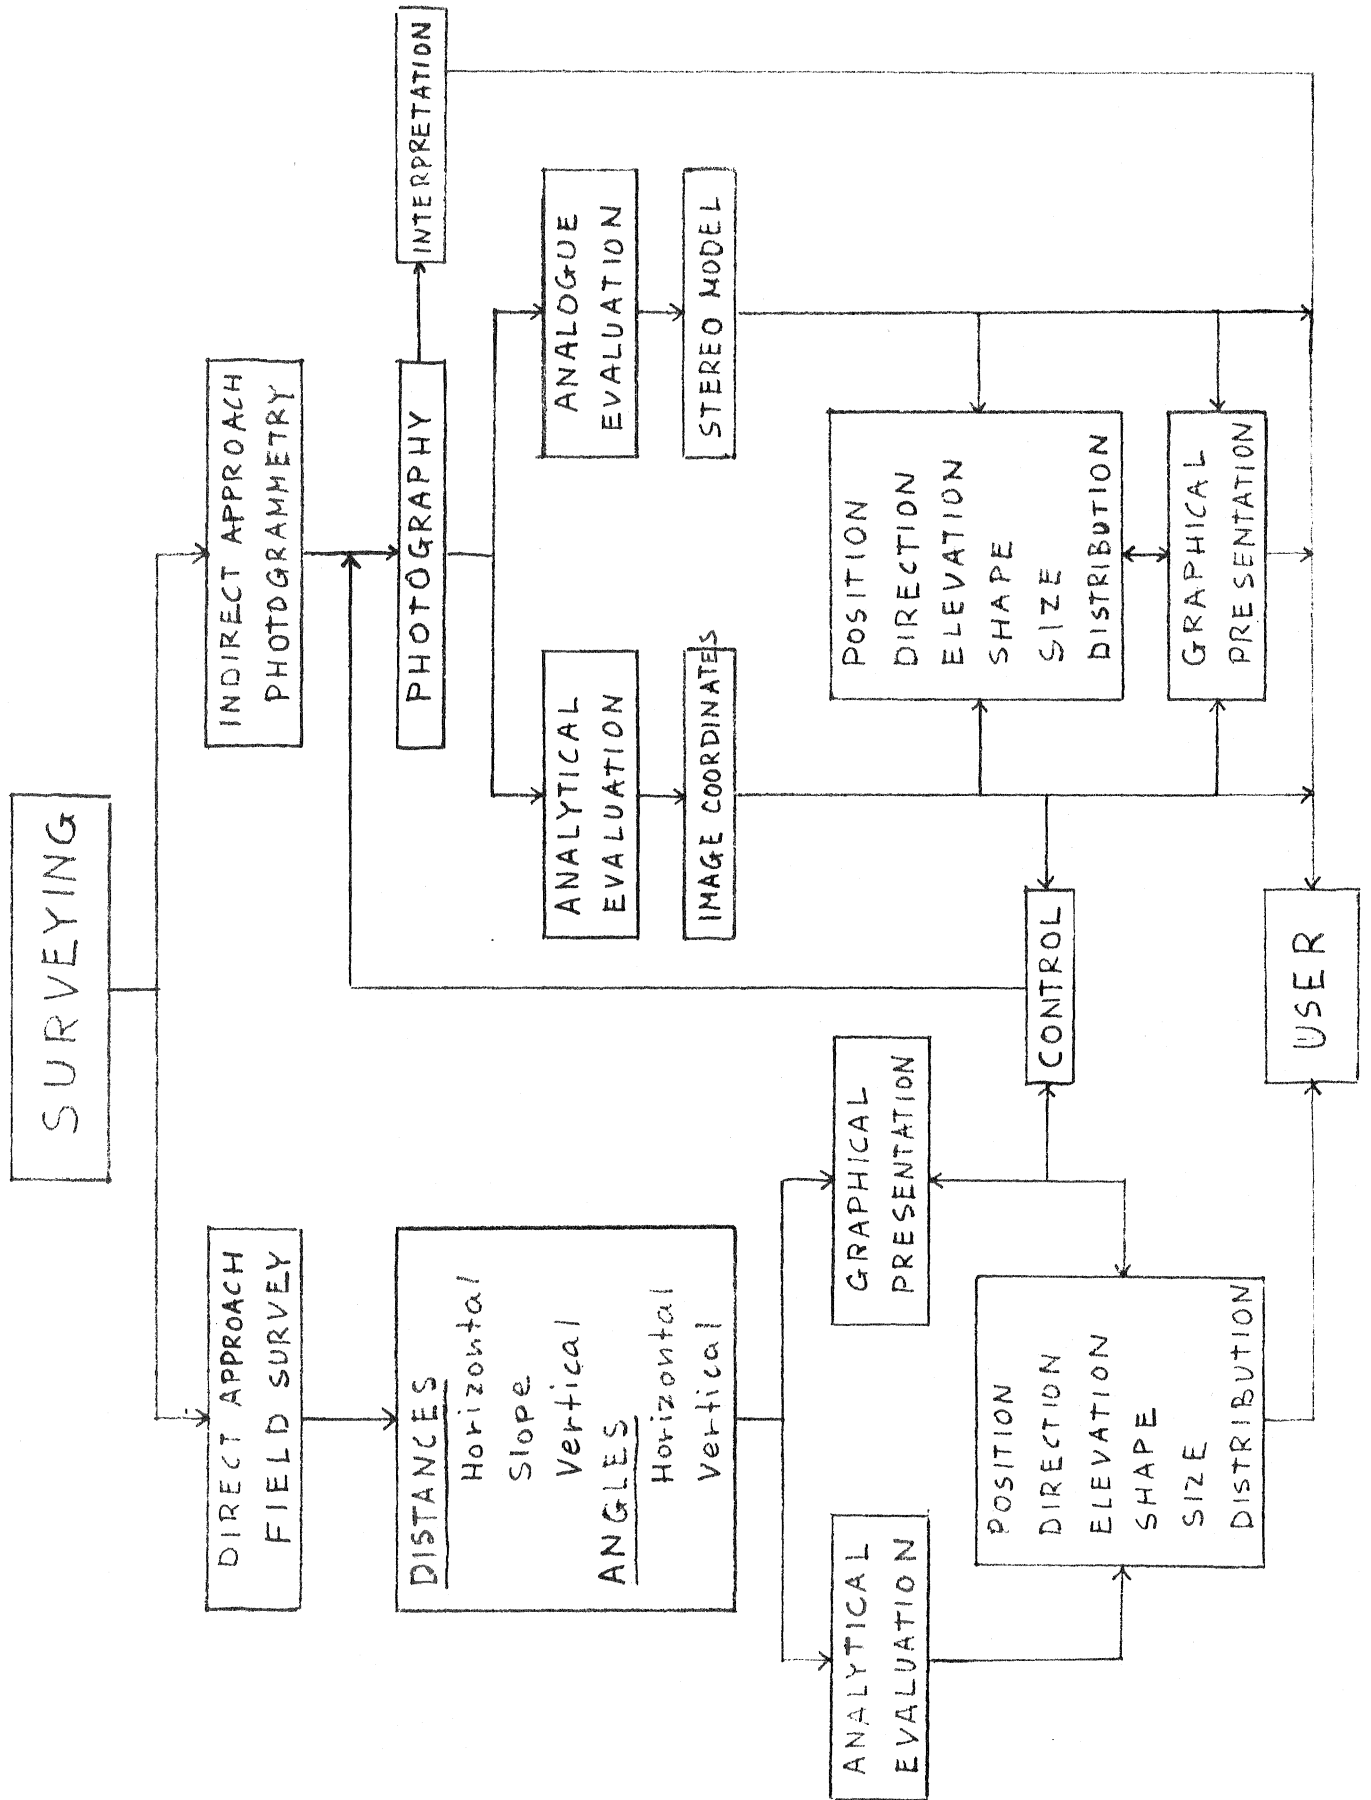 SURVEYING
DIRECT APPROACH
FIELD SURVEY
DISTANCES
Horizontal
Slope
Vertical
ANGLES
Horizontal
Vertical
ANALYTICAL
EVALUATION
GRAPHICAL
PRESENTATION
POSITION
DIRECTION
ELEVATION
SHAPE
SIZE
DISTRIBUTION
CONTROL
USER
INDIRECT APPROACH
PHOTOGRAMMETRY
PHOTOGRAPHY
INTERPRETATION
ANALYTICAL
EVALUATION
IMAGE COORDINATES
ANALOGUE
EVALUATION
STEREO MODEL
POSITION
DIRECTION
ELEVATION
SHAPE
SIZE
DISTRIBUTION
GRAPHICAL
PRESENTATION